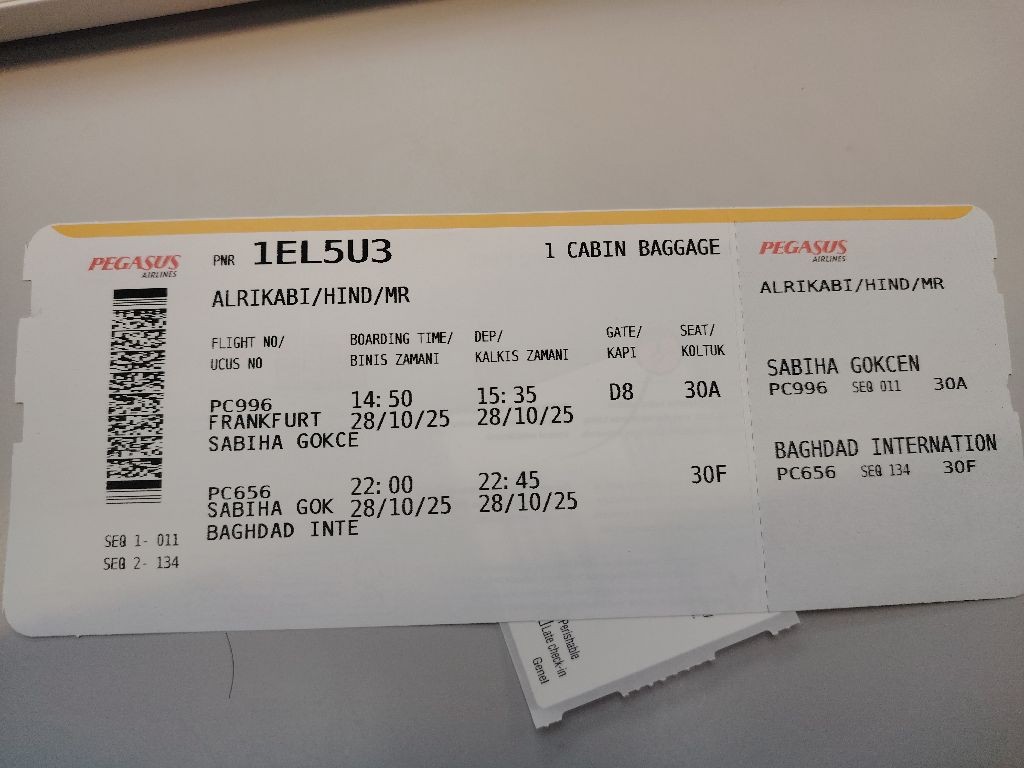 PEGASUS
AIRLINES
PNR 1EL5U3
1 CABIN BAGGAGE
ALRIKABI/HIND/MR
FLIGHT NO/ BOARDING TIME/ DEP/ GATE/ SEAT/
UCUS NO BINIS ZAMANI KALKIS ZAMANI KAPI KOLTUK
PC996 14:50 15:35 D8 30A
FRANKFURT 28/10/25 28/10/25
SABIHA GOKCE
PC656 22:00 22:45 30F
SABIHA GOK 28/10/25 28/10/25
BAGHDAD INTE
SEQ 1- 011
SEQ 2- 134
PEGASUS
AIRLINES
ALRIKABI/HIND/MR
SABIHA GOKCEN
PC996 SEQ 011 30A
BAGHDAD INTERNATION
PC656 SEQ 134 30F
Perishable
Late check-in
Genel